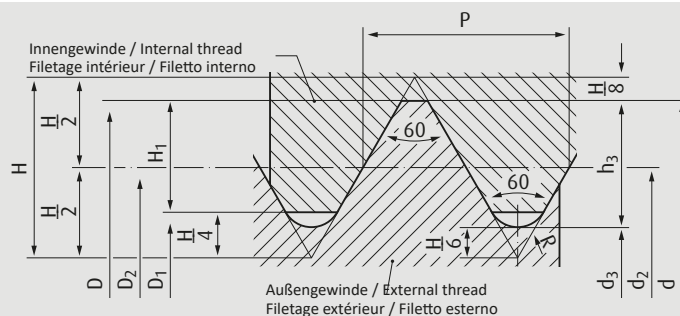 P
Innengewinde / Internal thread
Filetage intérieur / Filetto interno
H/8
H/2
H
H₁
60
h₃
60
H/2
H/4
H/6
R
D
D₂
D₁
d₃
d₂
d
Außengewinde / External thread
Filetage extérieur / Filetto esterno